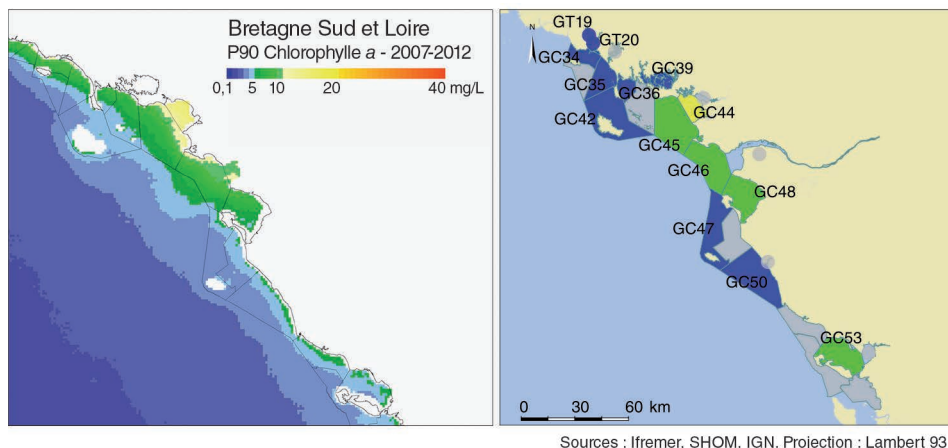 Bretagne Sud et Loire
P90 Chlorophylle a - 2007-2012
0,1 5 10 20 40 mg/L
N
GT19
GT20
GC34
GC39
GC35
GC36
GC42
GC44
GC45
GC46
GC48
GC47
GC50
GC53
0 30 60 km
Sources : Ifremer, SHOM, IGN, Projection : Lambert 93